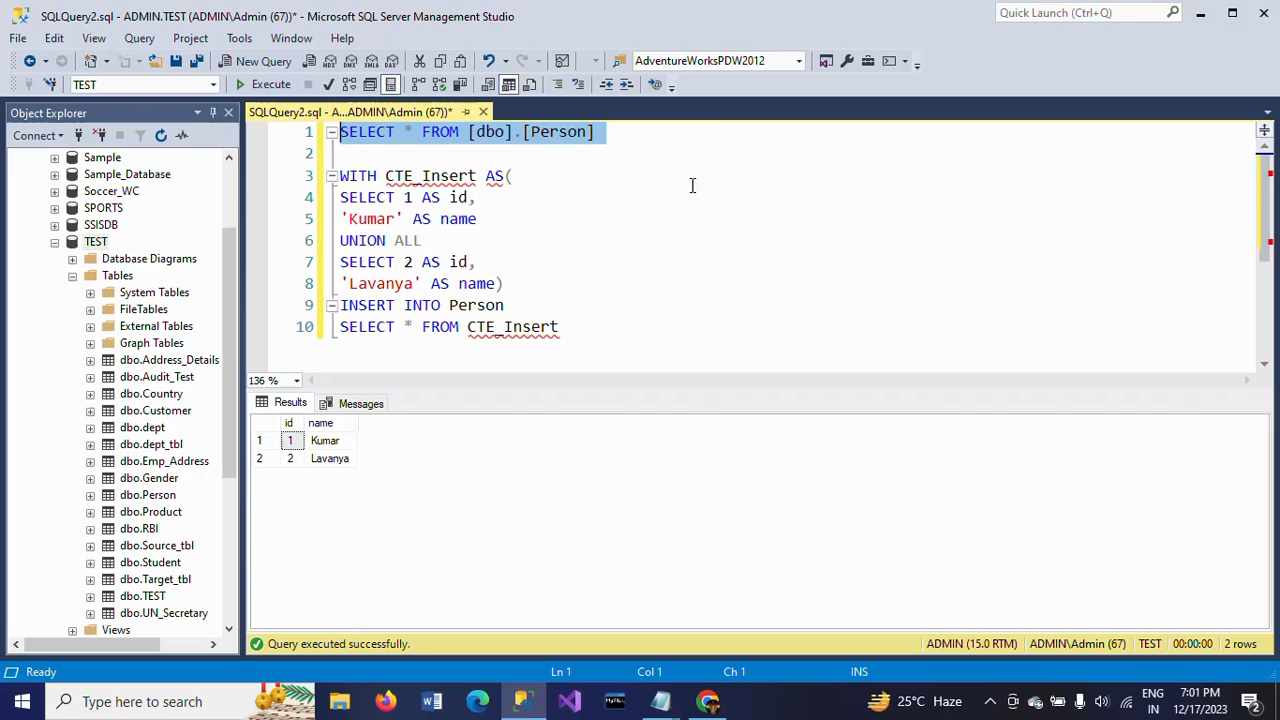 SQLQuery2.sql - ADMIN.TEST (ADMIN\Admin (67))* - Microsoft SQL Server Management Studio
Quick Launch (Ctrl+Q)
File Edit View Query Project Tools Window Help
New Query
MDX DMX XMLA DAX
AdventureWorksPDW2012
TEST
Execute
Object Explorer
SQLQuery2.sql - A...ADMIN\Admin (67))*
Connect
Sample
Sample_Database
Soccer_WC
SPORTS
SSISDB
TEST
Database Diagrams
Tables
System Tables
FileTables
External Tables
Graph Tables
dbo.Address_Details
dbo.Audit_Test
dbo.Country
dbo.Customer
dbo.dept
dbo.dept_tbl
dbo.Emp_Address
dbo.Gender
dbo.Person
dbo.Product
dbo.RBI
dbo.Source_tbl
dbo.Student
dbo.Target_tbl
dbo.TEST
dbo.UN_Secretary
Views
1 SELECT * FROM [dbo].[Person]
2
3 WITH CTE_Insert AS(
4 SELECT 1 AS id,
5 'Kumar' AS name
6 UNION ALL
7 SELECT 2 AS id,
8 'Lavanya' AS name)
9 INSERT INTO Person
10 SELECT * FROM CTE_Insert
136 %
Results Messages
id name
1 1 Kumar
2 2 Lavanya
Query executed successfully.
ADMIN (15.0 RTM) ADMIN\Admin (67) TEST 00:00:00 2 rows
Ready Ln 1 Col 1 Ch 1 INS
Type here to search
25°C Haze
ENG
IN
7:01 PM
12/17/2023
2